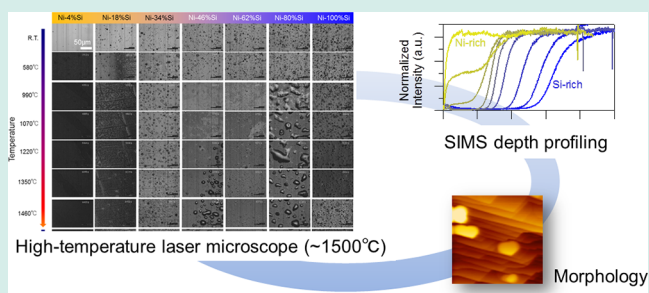 Ni-4%Si Ni-18%Si Ni-34%Si Ni-46%Si Ni-62%Si Ni-80%Si Ni-100%Si
R.T.
50μm
580℃
990℃
1070℃
1220℃
1350℃
1460℃
Temperature
High-temperature laser microscope (~1500℃)
Normalized
Intensity (a.u.)
Ni-rich
Si-rich
SIMS depth profiling
Morphology